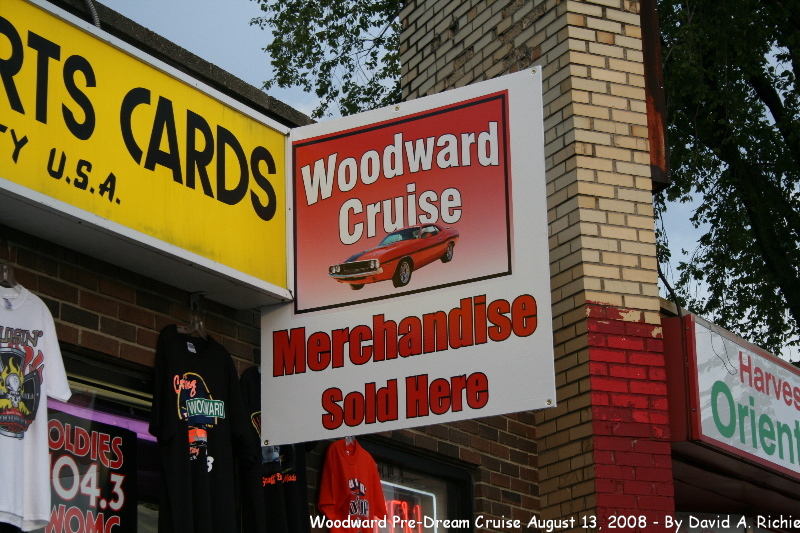 RTS CARDS
TY U.S.A.
Woodward
Cruise
Merchandise
Sold Here
WOODWARD
OLDIES
104.3
WOMC
Harves
Orient
Woodward Pre-Dream Cruise August 13, 2008 - By David A. Richie